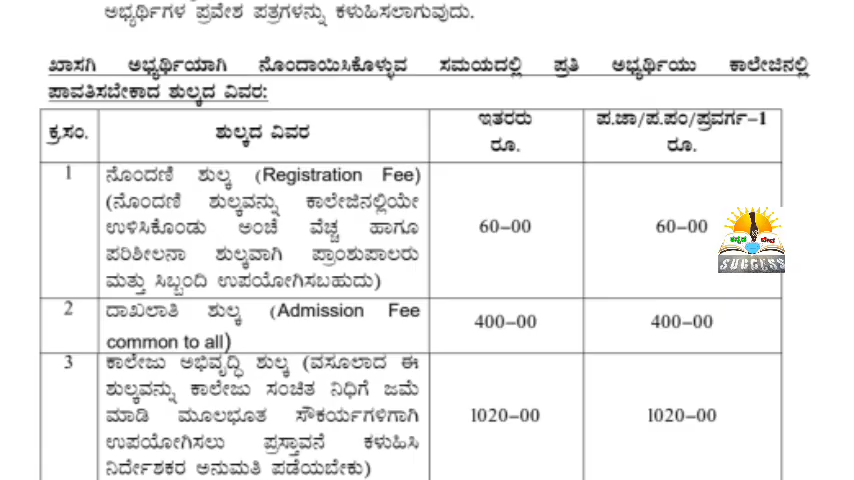 ಅಭ್ಯರ್ಥಿಗಳ ಪ್ರವೇಶ ಪತ್ರಗಳನ್ನು ಕಳುಹಿಸಲಾಗುವುದು.
ಖಾಸಗಿ ಅಭ್ಯರ್ಥಿಯಾಗಿ ನೊಂದಾಯಿಸಿಕೊಳ್ಳುವ ಸಮಯದಲ್ಲಿ ಪ್ರತಿ ಅಭ್ಯರ್ಥಿಯು ಕಾಲೇಜಿನಲ್ಲಿ
ಪಾವತಿಸಬೇಕಾದ ಶುಲ್ಕದ ವಿವರ:
ಕ್ರ.ಸಂ. ಶುಲ್ಕದ ವಿವರ ಇತರರು ರೂ. ಪ.ಜಾ/ಪ.ಪಂ/ಪ್ರವರ್ಗ-1 ರೂ.
1 ನೊಂದಣಿ ಶುಲ್ಕ (Registration Fee)
(ನೊಂದಣಿ ಶುಲ್ಕವನ್ನು ಕಾಲೇಜಿನಲ್ಲಿಯೇ
ಉಳಿಸಿಕೊಂಡು ಅಂಚೆ ವೆಚ್ಚ ಹಾಗೂ 60-00 60-00
ಪರಿಶೀಲನಾ ಶುಲ್ಕವಾಗಿ ಪ್ರಾಂಶುಪಾಲರು
ಮತ್ತು ಸಿಬ್ಬಂದಿ ಉಪಯೋಗಿಸಬಹುದು)
2 ದಾಖಲಾತಿ ಶುಲ್ಕ (Admission Fee
common to all) 400-00 400-00
3 ಕಾಲೇಜು ಅಭಿವೃದ್ಧಿ ಶುಲ್ಕ (ವಸೂಲಾದ ಈ
ಶುಲ್ಕವನ್ನು ಕಾಲೇಜು ಸಂಚಿತ ನಿಧಿಗೆ ಜಮೆ
ಮಾಡಿ ಮೂಲಭೂತ ಸೌಕರ್ಯಗಳಿಗಾಗಿ 1020-00 1020-00
ಉಪಯೋಗಿಸಲು ಪ್ರಸ್ತಾವನೆ ಕಳುಹಿಸಿ
ನಿರ್ದೇಶಕರ ಅನುಮತಿ ಪಡೆಯಬೇಕು)
SUCCESS